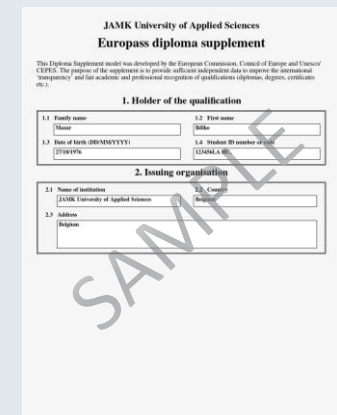 JAMK University of Applied Sciences
Europass diploma supplement
This Diploma Supplement model was developed by the European Commission, Council of Europe and Unesco/
CEPES. The purpose of the supplement is to provide sufficient independent data to improve the international
'transparency' and fair academic and professional recognition of qualifications (diplomas, degrees, certificates
etc.).
1. Holder of the qualification
1.1 Family name
1.2 First name
Mazur
Ildiko
1.3 Date of birth (DD/MM/YYYY)
1.4 Student ID number or code
27/10/1976
2. Issuing organisation
2.1 Name of institution
2.2 Country
JAMK University of Applied Sciences
Belgium
2.3 Address
Belgium
SAMPLE